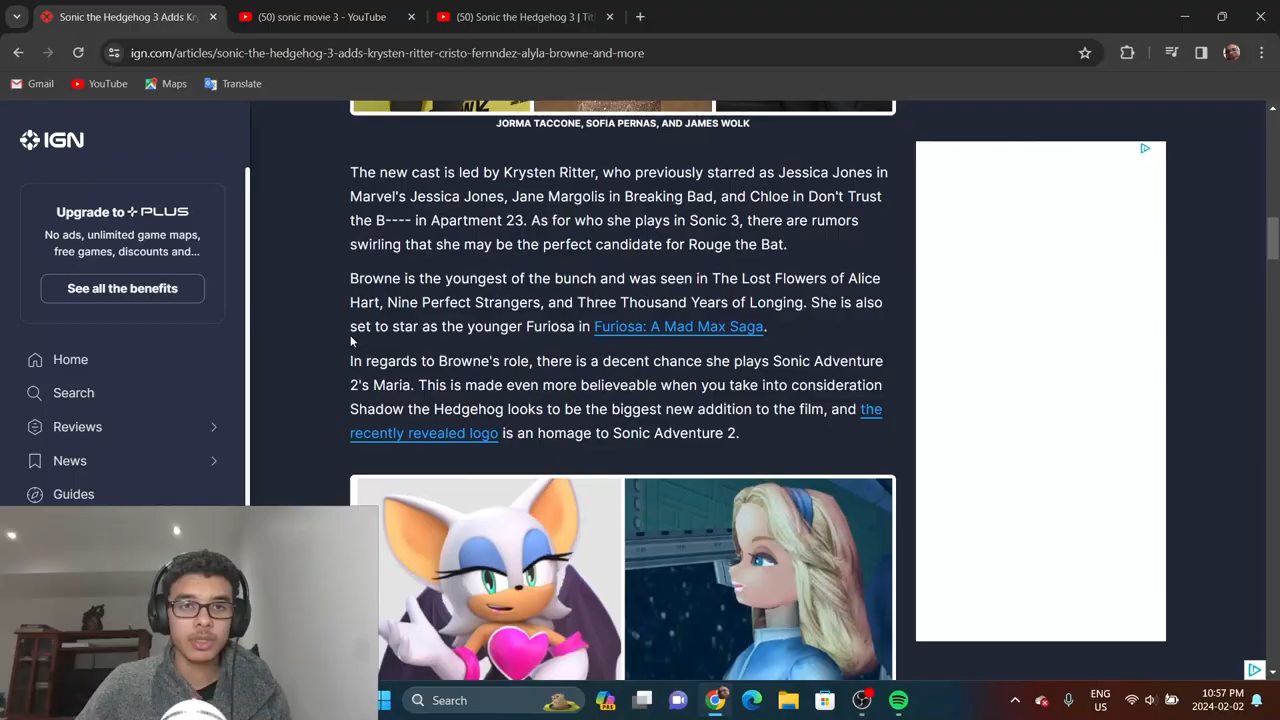 Sonic the Hedgehog 3 Adds Kr
(50) sonic movie 3 - YouTube
(50) Sonic the Hedgehog 3 | Titl
ign.com/articles/sonic-the-hedgehog-3-adds-krysten-ritter-cristo-fernndez-alyla-browne-and-more
Gmail
YouTube
Maps
Translate
IGN
Upgrade to PLUS
No ads, unlimited game maps,
free games, discounts and...
See all the benefits
Home
Search
Reviews
News
Guides
JORMA TACCONE, SOFIA PERNAS, AND JAMES WOLK
The new cast is led by Krysten Ritter, who previously starred as Jessica Jones in
Marvel's Jessica Jones, Jane Margolis in Breaking Bad, and Chloe in Don't Trust
the B---- in Apartment 23. As for who she plays in Sonic 3, there are rumors
swirling that she may be the perfect candidate for Rouge the Bat.
Browne is the youngest of the bunch and was seen in The Lost Flowers of Alice
Hart, Nine Perfect Strangers, and Three Thousand Years of Longing. She is also
set to star as the younger Furiosa in Furiosa: A Mad Max Saga.
In regards to Browne's role, there is a decent chance she plays Sonic Adventure
2's Maria. This is made even more believeable when you take into consideration
Shadow the Hedgehog looks to be the biggest new addition to the film, and the
recently revealed logo is an homage to Sonic Adventure 2.
Search
PRE
ENG
US
10:57 PM
2024-02-02